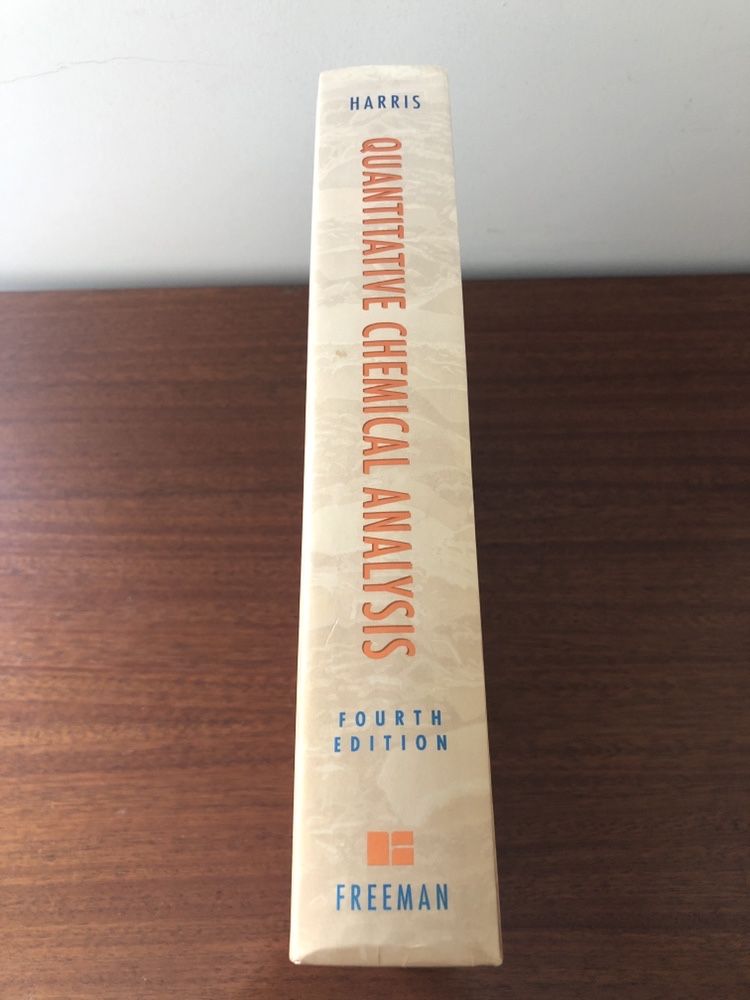 HARRIS
QUANTITATIVE CHEMICAL ANALYSIS
FOURTH
EDITION
FREEMAN